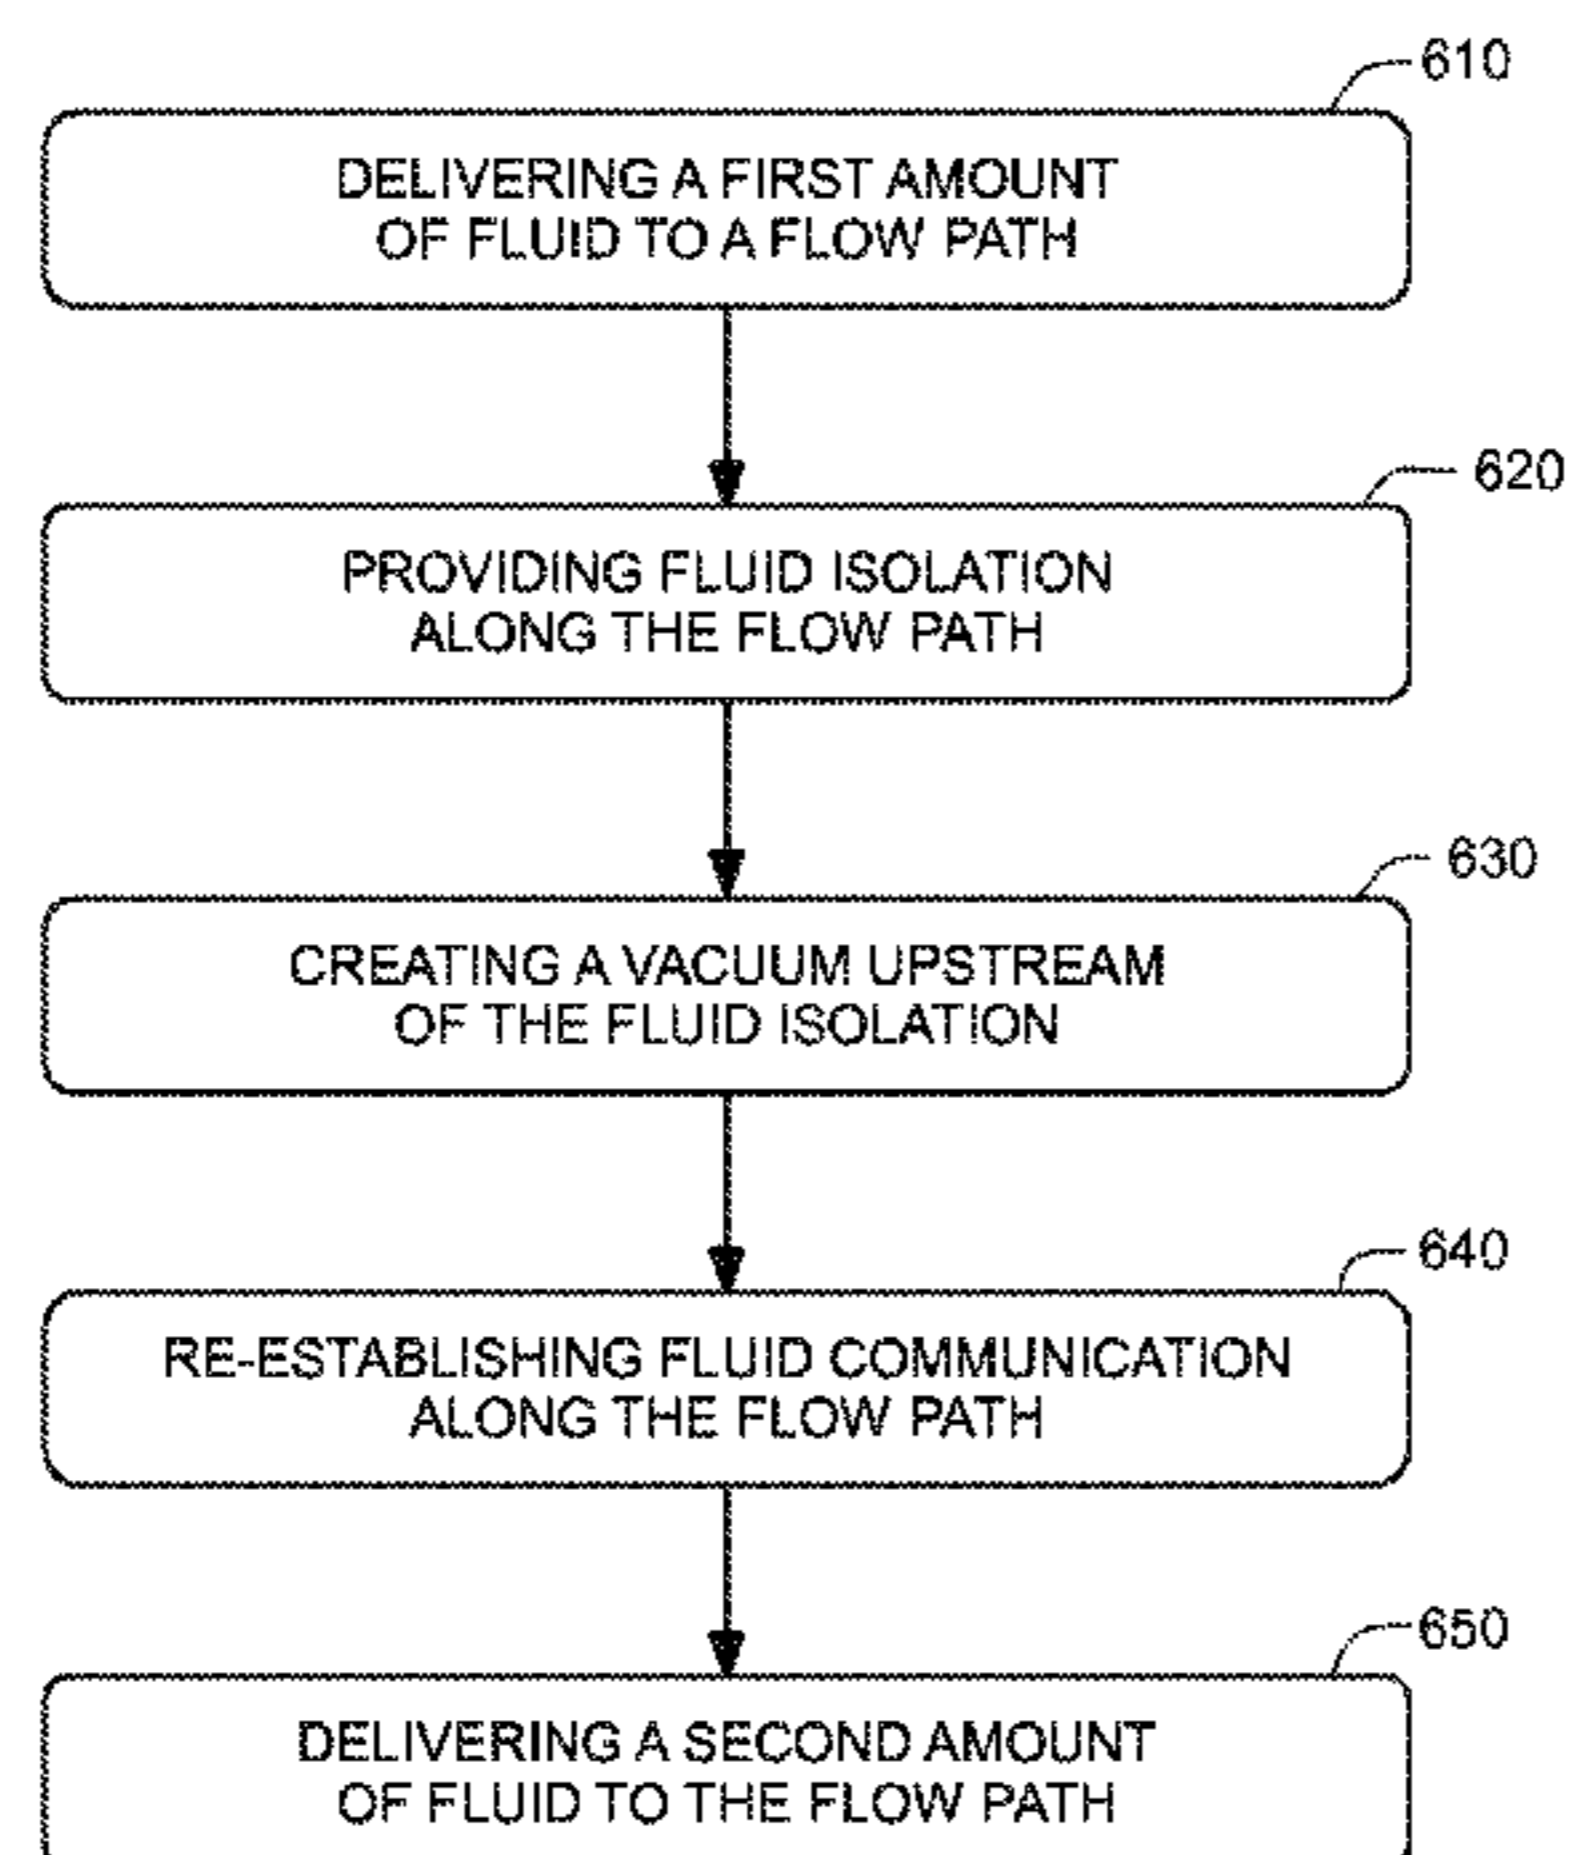 610
DELIVERING A FIRST AMOUNT
OF FLUID TO A FLOW PATH
620
PROVIDING FLUID ISOLATION
ALONG THE FLOW PATH
630
CREATING A VACUUM UPSTREAM
OF THE FLUID ISOLATION
640
RE-ESTABLISHING FLUID COMMUNICATION
ALONG THE FLOW PATH
650
DELIVERING A SECOND AMOUNT
OF FLUID TO THE FLOW PATH